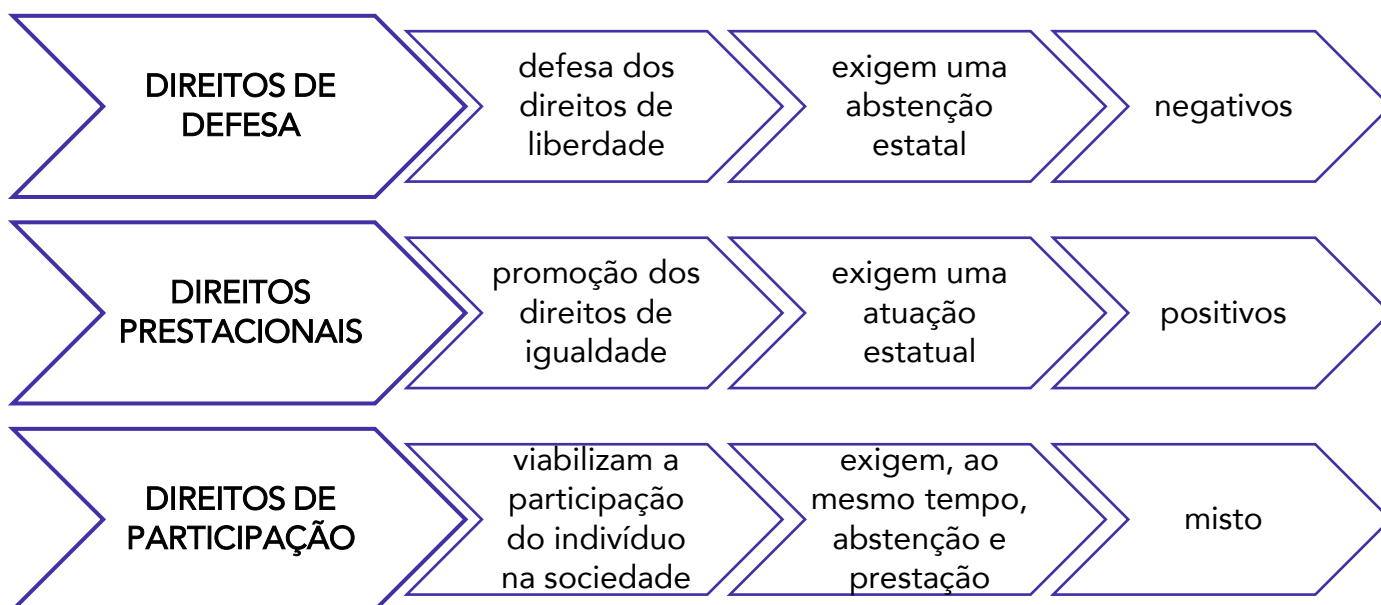 DIREITOS DE
DEFESA
defesa dos
direitos de
liberdade
exigem uma
abstenção
estatal
negativos
DIREITOS
PRESTACIONAIS
promoção dos
direitos de
igualdade
exigem uma
atuação
estatual
positivos
DIREITOS DE
PARTICIPAÇÃO
viabilizam a
participação
do indivíduo
na sociedade
exigem, ao
mesmo tempo,
abstenção e
prestação
misto